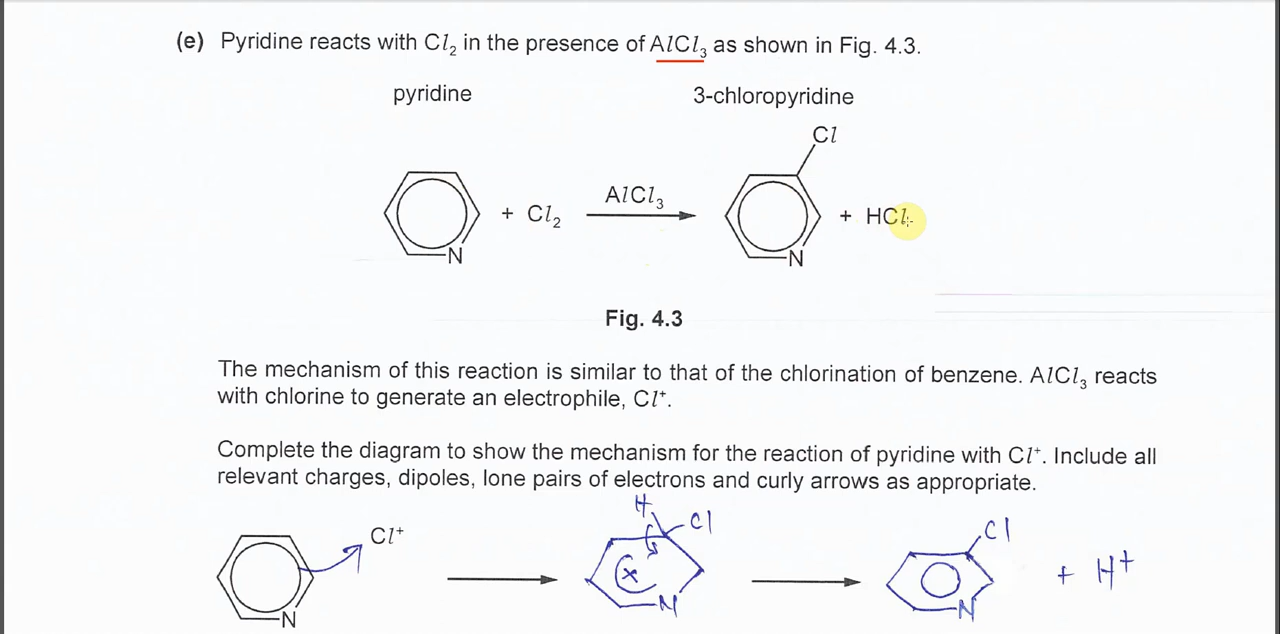 (e) Pyridine reacts with Cl₂ in the presence of AlCl₃ as shown in Fig. 4.3.
pyridine 3-chloropyridine
Cl
AlCl₃
+ Cl₂ + HCl
N N
Fig. 4.3
The mechanism of this reaction is similar to that of the chlorination of benzene. AlCl₃ reacts
with chlorine to generate an electrophile, Cl⁺.
Complete the diagram to show the mechanism for the reaction of pyridine with Cl⁺. Include all
relevant charges, dipoles, lone pairs of electrons and curly arrows as appropriate.
H
Cl⁺ Cl Cl
+ + H⁺
N N N